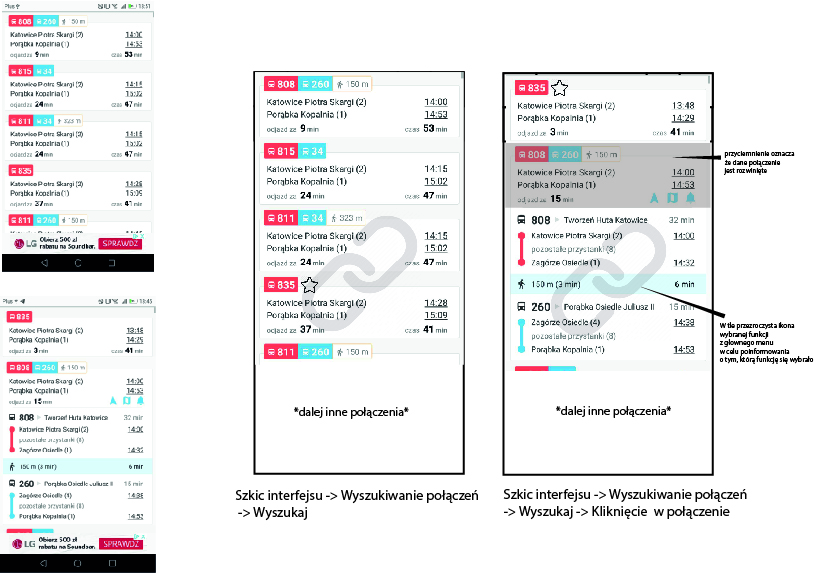 Plus 18:51
808 260 150 m
Katowice Piotra Skargi (2) 14:00
Porąbka Kopalnia (1) 14:53
odjazd za 9 min czas 53 min
815 34
Katowice Piotra Skargi (2) 14:15
Porąbka Kopalnia (1) 15:02
odjazd za 24 min czas 47 min
811 34 323 m
Katowice Piotra Skargi (2) 14:15
Porąbka Kopalnia (1) 15:02
odjazd za 24 min czas 47 min
835
Katowice Piotra Skargi (2) 14:28
Porąbka Kopalnia (1) 15:09
odjazd za 37 min czas 41 min
811 260 150 m
LG Obierz 500 zł
rabatu na Soundbar. SPRAWDŹ
Plus 18:45
835
Katowice Piotra Skargi (2) 13:48
Porąbka Kopalnia (1) 14:29
odjazd za 3 min czas 41 min
808 260 150 m
Katowice Piotra Skargi (2) 14:00
Porąbka Kopalnia (1) 14:53
odjazd za 15 min
808 Tworzeń Huta Katowice 32 min
Katowice Piotra Skargi (2) 14:00
pozostałe przystanki (8)
Zagórze Osiedle (1) 14:32
150 m (3 min) 6 min
260 Porąbka Osiedle Juliusz II 15 min
Zagórze Osiedle (4) 14:38
pozostałe przystanki (8)
Porąbka Kopalnia (1) 14:53
LG Obierz 500 zł
rabatu na Soundbar. SPRAWDŹ
808 260 150 m
Katowice Piotra Skargi (2) 14:00
Porąbka Kopalnia (1) 14:53
odjazd za 9 min czas 53 min
815 34
Katowice Piotra Skargi (2) 14:15
Porąbka Kopalnia (1) 15:02
odjazd za 24 min czas 47 min
811 34 323 m
Katowice Piotra Skargi (2) 14:15
Porąbka Kopalnia (1) 15:02
odjazd za 24 min czas 47 min
835
Katowice Piotra Skargi (2) 14:28
Porąbka Kopalnia (1) 15:09
odjazd za 37 min czas 41 min
811 260 150 m
*dalej inne połączenia*
Szkic interfejsu -> Wyszukiwanie połączeń
-> Wyszukaj
835
Katowice Piotra Skargi (2) 13:48
Porąbka Kopalnia (1) 14:29
odjazd za 3 min czas 41 min
808 260 150 m
Katowice Piotra Skargi (2) 14:00
Porąbka Kopalnia (1) 14:53
odjazd za 15 min
808 Tworzeń Huta Katowice 32 min
Katowice Piotra Skargi (2) 14:00
pozostałe przystanki (8)
Zagórze Osiedle (1) 14:32
150 m (3 min) 6 min
260 Porąbka Osiedle Juliusz II 15 min
Zagórze Osiedle (4) 14:38
pozostałe przystanki (8)
Porąbka Kopalnia (1) 14:53
*dalej inne połączenia*
Szkic interfejsu -> Wyszukiwanie połączeń
-> Wyszukaj -> Kliknięcie w połączenie
przyciemnienie oznacza
że dane połączenie
jest rozwinięte
W tle przezroczysta ikona
wybranej funkcji
z głownego menu
w celu poinformowania
o tym, którą funkcję się wybrało